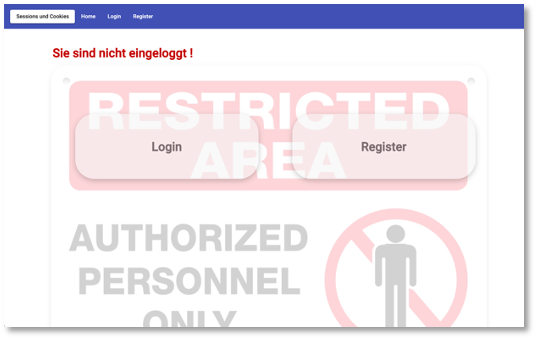 Sessions und Cookies Home Login Register
Sie sind nicht eingeloggt !
RESTRICTED
AREA
Login Register
AUTHORIZED
PERSONNEL
ONLY